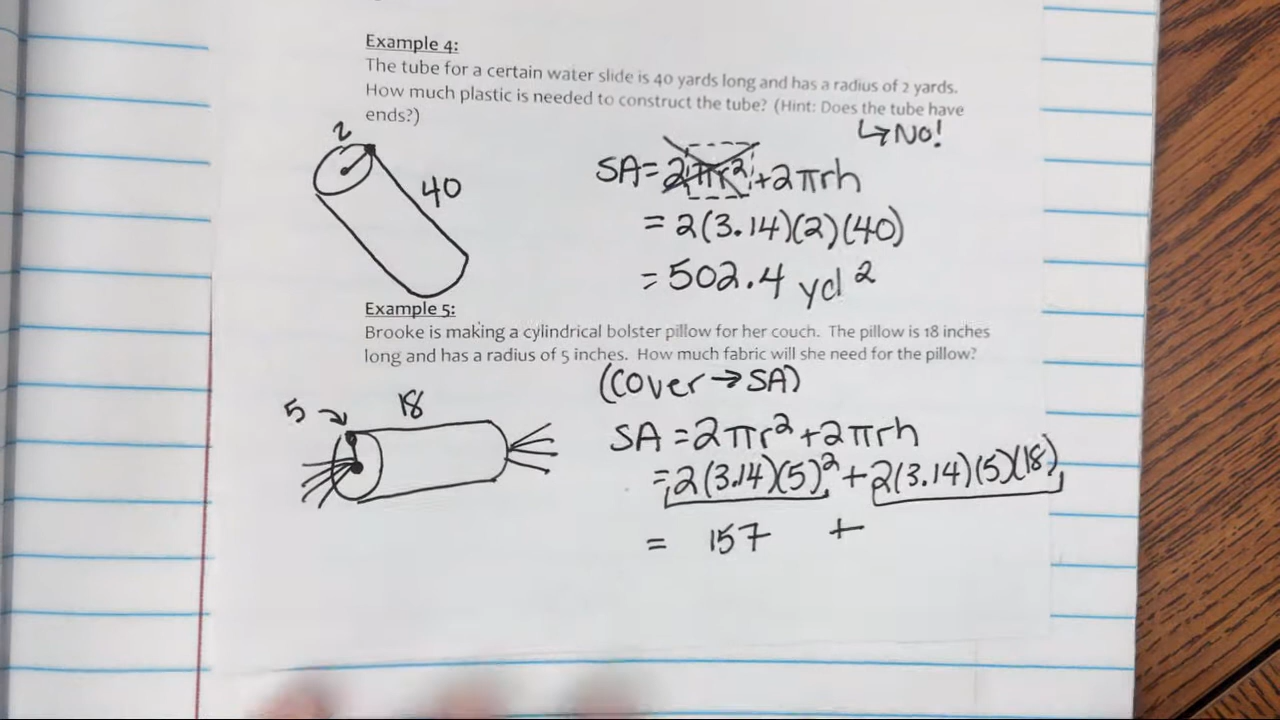 Example 4:
The tube for a certain water slide is 40 yards long and has a radius of 2 yards.
How much plastic is needed to construct the tube? (Hint: Does the tube have
ends?)
↳No!
2
40
SA=2πr²+2πrh
=2(3.14)(2)(40)
=502.4 yd²
Example 5:
Brooke is making a cylindrical bolster pillow for her couch. The pillow is 18 inches
long and has a radius of 5 inches. How much fabric will she need for the pillow?
(Cover→SA)
5→
18
SA=2πr²+2πrh
=2(3.14)(5)²+2(3.14)(5)(18)
= 157 +